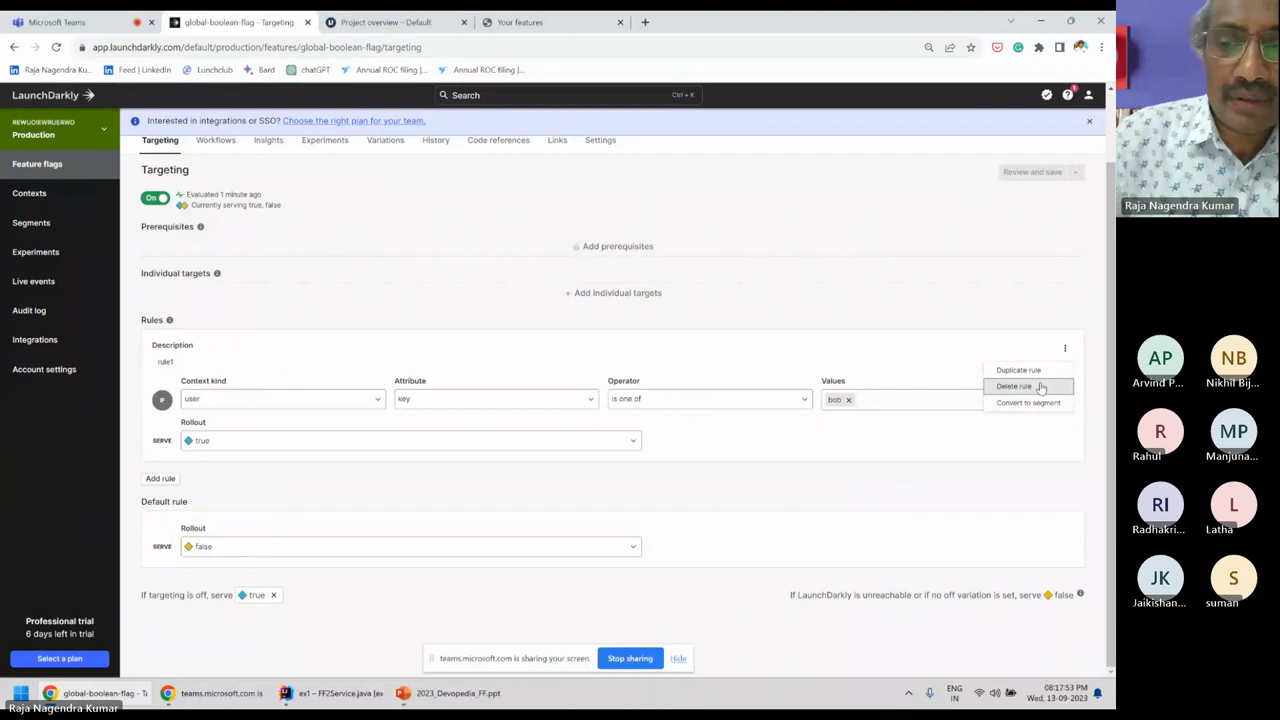 Microsoft Teams
global-boolean-flag - Targeting
Project overview – Default
Your features
app.launchdarkly.com/default/production/features/global-boolean-flag/targeting
Raja Nagendra Ku...
Feed | LinkedIn
Lunchclub
Bard
chatGPT
Annual ROC filing |...
Annual ROC filing |...
LaunchDarkly
Search
Ctrl + K
REWUDIEWRUERWO
Production
Interested in integrations or SSO? Choose the right plan for your team.
Targeting
Workflows
Insights
Experiments
Variations
History
Code references
Links
Settings
Feature flags
Contexts
Segments
Experiments
Live events
Audit log
Integrations
Account settings
Targeting
Review and save
On
Evaluated 1 minute ago
Currently serving true, false
Prerequisites
Add prerequisites
Individual targets
+ Add individual targets
Rules
Description
rule1
Duplicate rule
Delete rule
Convert to segment
Context kind
Attribute
Operator
Values
IF
user
key
is one of
bob
Rollout
SERVE
true
Add rule
Default rule
Rollout
SERVE
false
If targeting is off, serve true
If LaunchDarkly is unreachable or if no off variation is set, serve false
Professional trial
6 days left in trial
Select a plan
teams.microsoft.com is sharing your screen.
Stop sharing
Hide
global-boolean-flag - Ta
teams.microsoft.com is
ex1 – FF2Service.java [ex
2023_Devopedia_FF.ppt
ENG
IN
08:17:53 PM
Wed, 13-09-2023
Raja Nagendra Kumar
Raja Nagendra Kumar
AP
Arvind P...
NB
Nikhil Bij...
R
Rahul
MP
Manjuna...
RI
Radhakri...
L
Latha
JK
Jaikishan...
S
suman